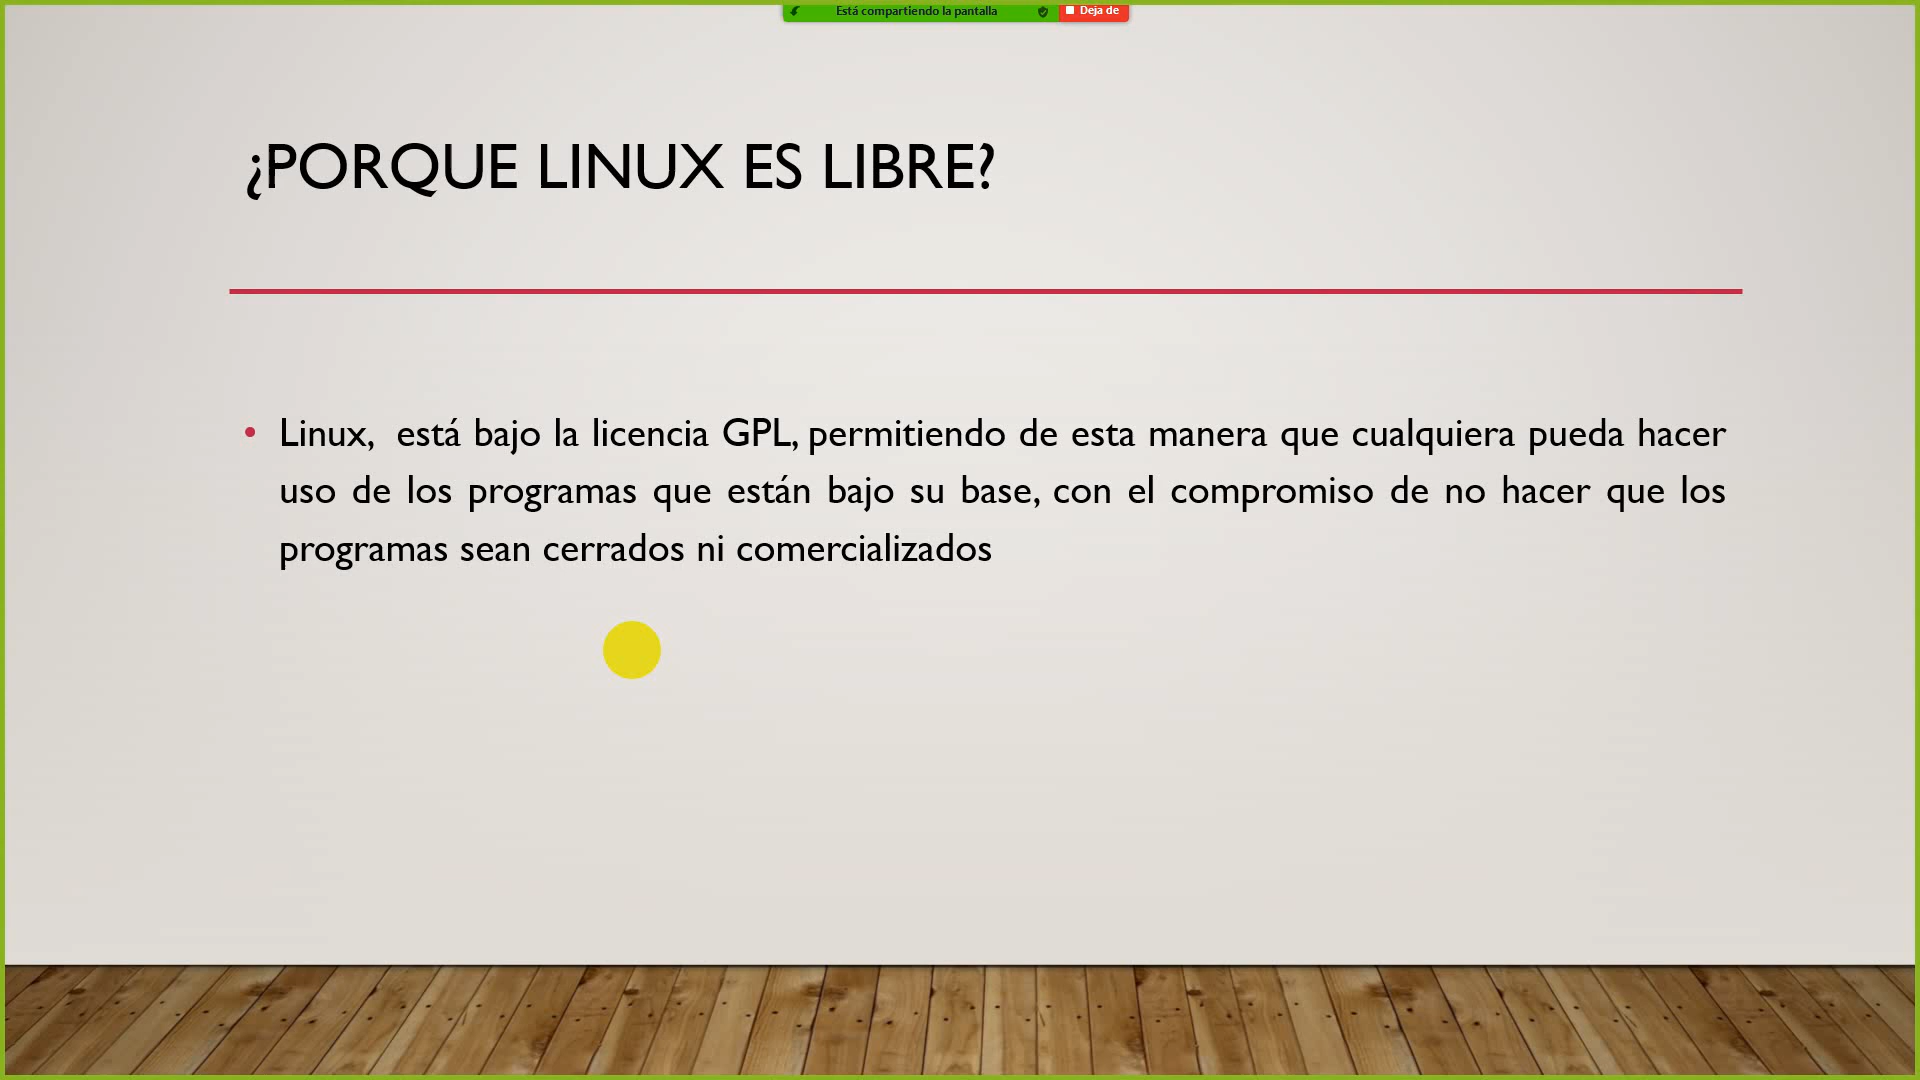 Está compartiendo la pantalla
Deja de
¿PORQUE LINUX ES LIBRE?
• Linux,  está bajo la licencia GPL, permitiendo de esta manera que cualquiera pueda hacer
uso de los programas que están bajo su base, con el compromiso de no hacer que los
programas sean cerrados ni comercializados